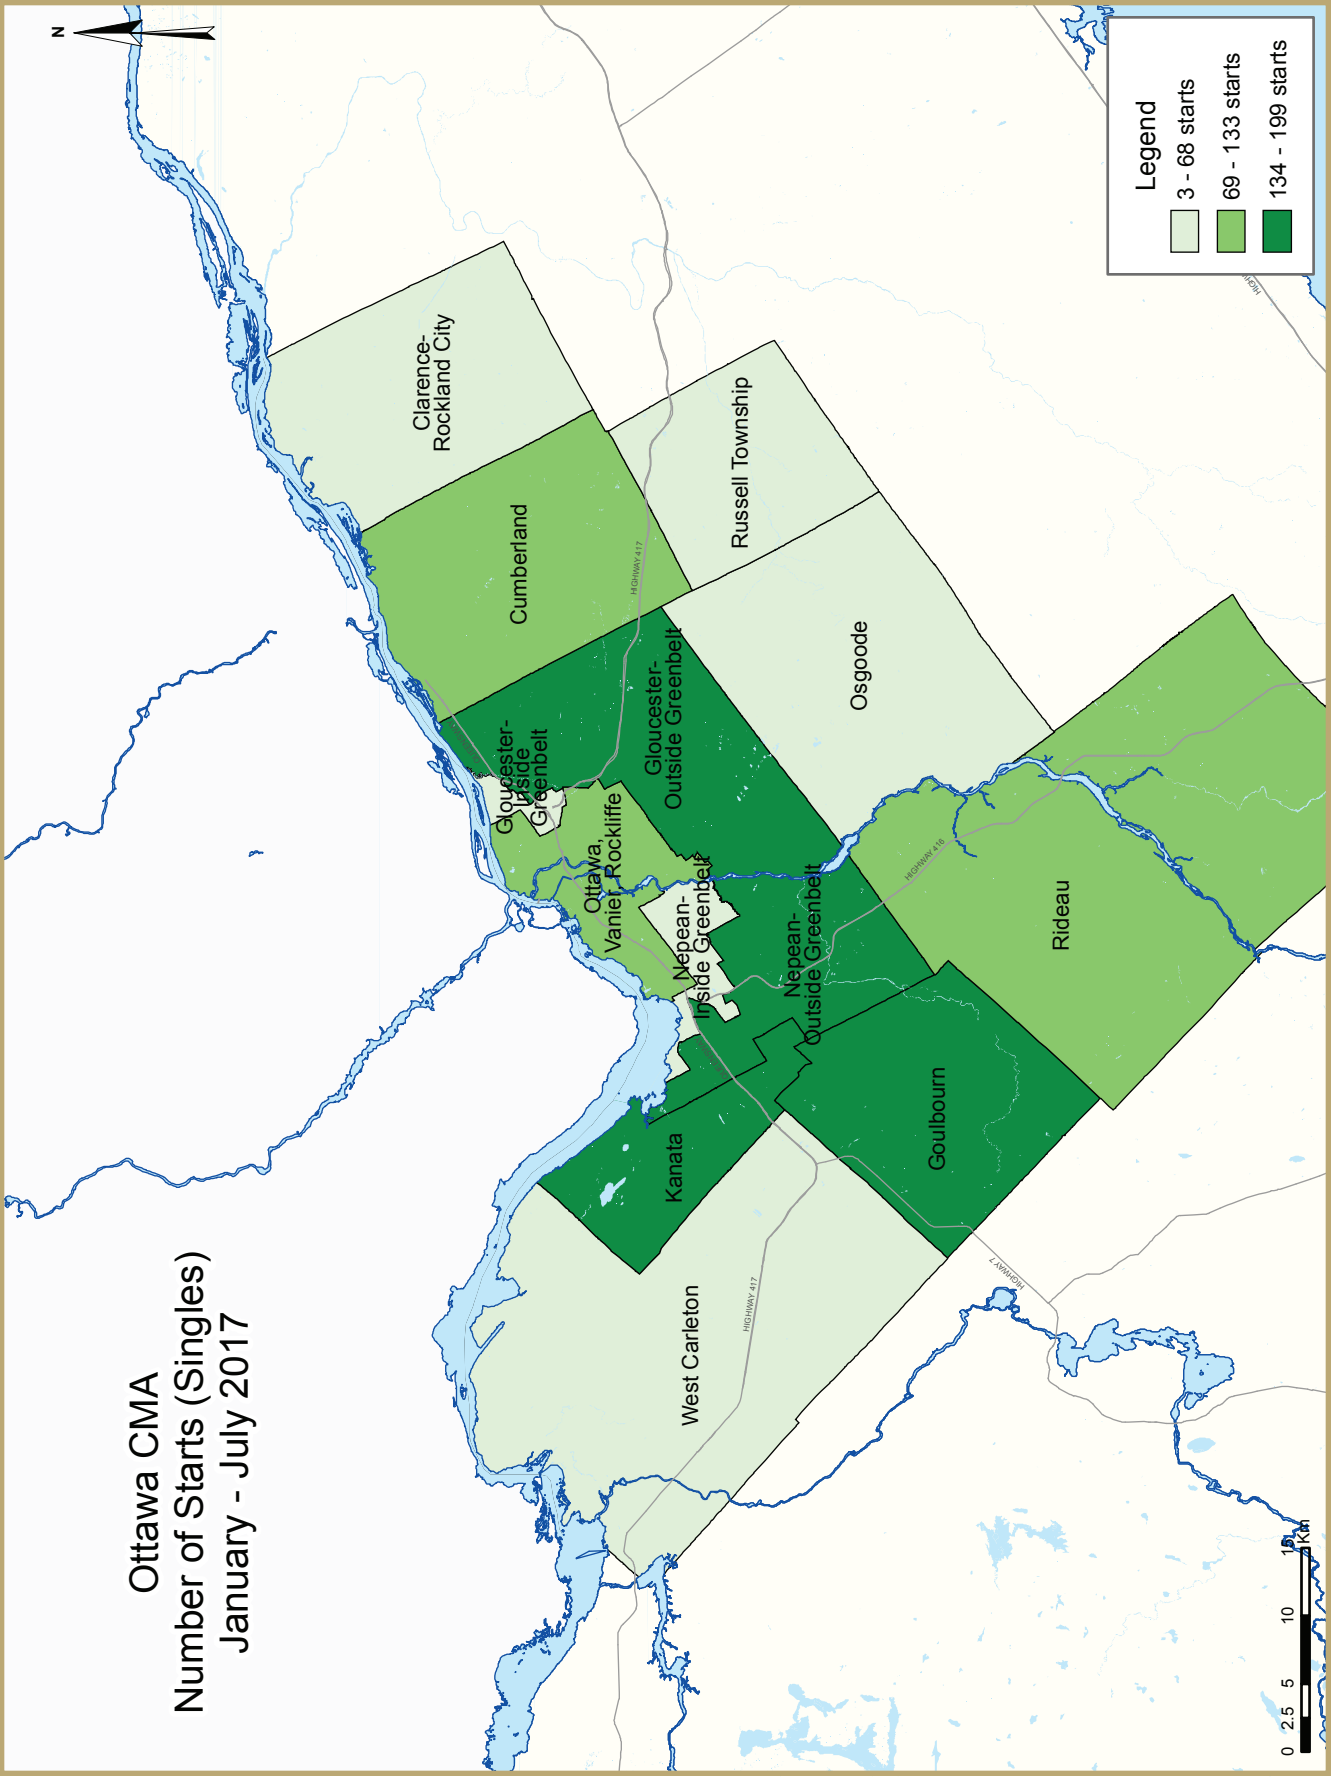 Ottawa CMA
Number of Starts (Singles)
January - July 2017
N
Clarence-
Rockland City
Cumberland
Russell Township
HIGHWAY 417
Gloucester-
Inside
Greenbelt
Gloucester-
Outside Greenbelt
Osgoode
Ottawa,
Vanier, Rockliffe
Nepean-
Inside Greenbelt
Nepean-
Outside Greenbelt
HIGHWAY 416
Rideau
Kanata
Goulbourn
West Carleton
HIGHWAY 417
HIGHWAY 7
HIGHWAY
Legend
3 - 68 starts
69 - 133 starts
134 - 199 starts
0 2.5 5 10 15
Km